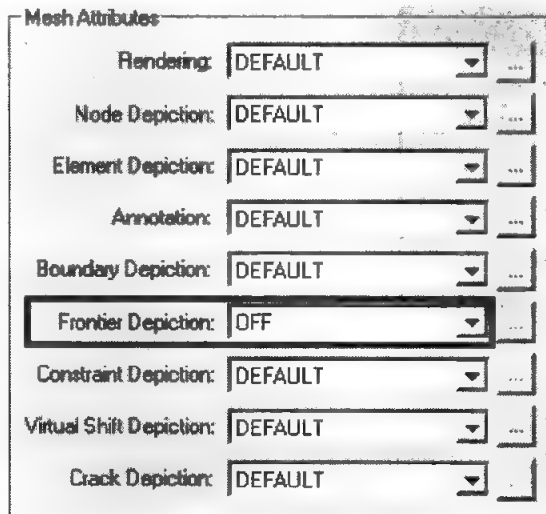 Mesh Attributes
Rendering: DEFAULT ...
Node Depiction: DEFAULT ...
Element Depiction: DEFAULT ...
Annotation: DEFAULT ...
Boundary Depiction: DEFAULT ...
Frontier Depiction: OFF ...
Constraint Depiction: DEFAULT ...
Virtual Shift Depiction: DEFAULT ...
Crack Depiction: DEFAULT